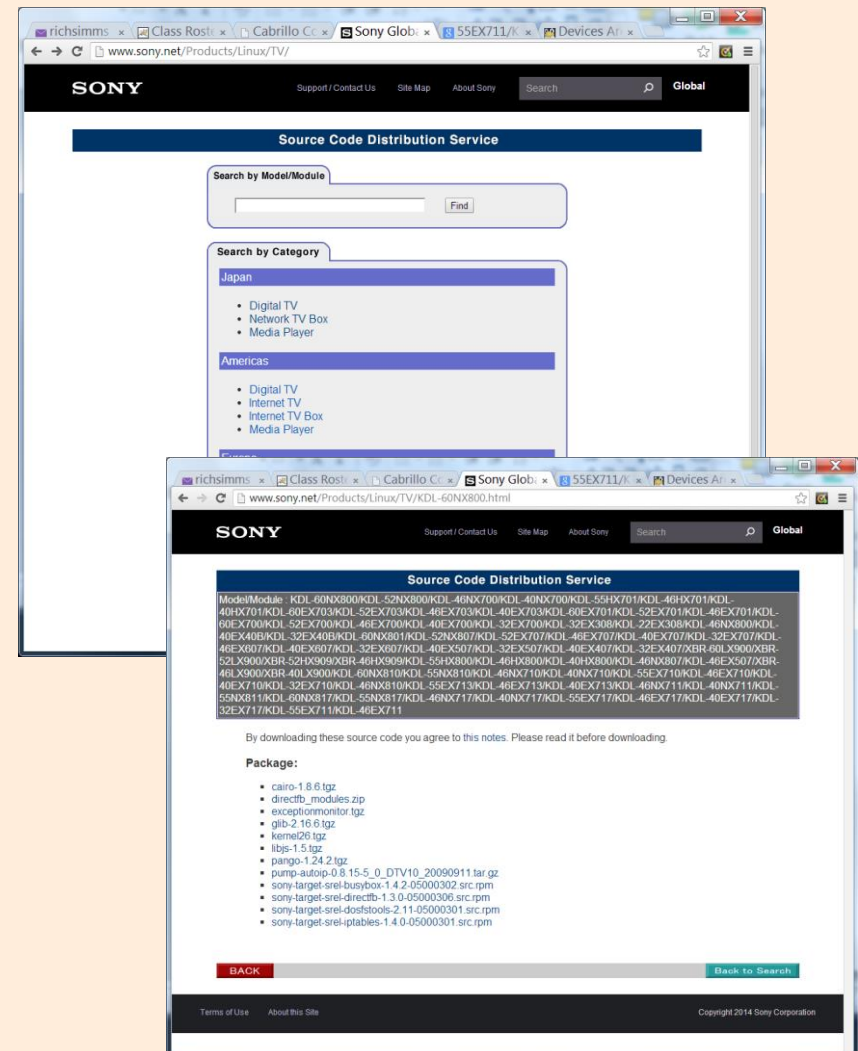 richsimms
Class Rost
Cabrillo Cc
Sony Glob
55EX711/K
Devices An
www.sony.net/Products/Linux/TV/
SONY
Support / Contact Us
Site Map
About Sony
Search
Global
Source Code Distribution Service
Search by Model/Module
Find
Search by Category
Japan
• Digital TV
• Network TV Box
• Media Player
Americas
• Digital TV
• Internet TV
• Internet TV Box
• Media Player
richsimms
Class Rost
Cabrillo Cc
Sony Glob
55EX711/K
Devices An
www.sony.net/Products/Linux/TV/KDL-60NX800.html
SONY
Support / Contact Us
Site Map
About Sony
Search
Global
Source Code Distribution Service
Model/Module : KDL-60NX800/KDL-52NX800/KDL-46NX700/KDL-40NX700/KDL-55HX701/KDL-46HX701/KDL-
40HX701/KDL-60EX703/KDL-52EX703/KDL-46EX703/KDL-40EX703/KDL-60EX701/KDL-52EX701/KDL-46EX701/KDL-
60EX700/KDL-52EX700/KDL-46EX700/KDL-40EX700/KDL-32EX700/KDL-32EX308/KDL-22EX308/KDL-46NX800/KDL-
40EX40B/KDL-32EX40B/KDL-60NX801/KDL-52NX807/KDL-52EX707/KDL-46EX707/KDL-40EX707/KDL-32EX707/KDL-
46EX607/KDL-40EX607/KDL-32EX607/KDL-40EX507/KDL-32EX507/KDL-40EX407/KDL-32EX407/XBR-60LX900/XBR-
52LX900/XBR-52HX909/XBR-46HX909/KDL-55HX800/KDL-46HX800/KDL-40HX800/KDL-46NX807/KDL-46EX507/XBR-
46LX900/XBR-40LX900/KDL-60NX810/KDL-55NX810/KDL-46NX710/KDL-40NX710/KDL-55EX710/KDL-46EX710/KDL-
40EX710/KDL-32EX710/KDL-46NX810/KDL-55EX713/KDL-46EX713/KDL-40EX713/KDL-46NX711/KDL-40NX711/KDL-
55NX811/KDL-60NX817/KDL-55NX817/KDL-46NX717/KDL-40NX717/KDL-55EX717/KDL-46EX717/KDL-40EX717/KDL-
32EX717/KDL-55EX711/KDL-46EX711
By downloading these source code you agree to this notes. Please read it before downloading.
Package:
▪ cairo-1.8.6.tgz
▪ directfb_modules.zip
▪ exceptionmonitor.tgz
▪ glib-2.16.6.tgz
▪ kernel26.tgz
▪ libjs-1.5.tgz
▪ pango-1.24.2.tgz
▪ pump-autoip-0.8.15-5_0_DTV10_20090911.tar.gz
▪ sony-target-srel-busybox-1.4.2-05000302.src.rpm
▪ sony-target-srel-directfb-1.3.0-05000306.src.rpm
▪ sony-target-srel-dosfstools-2.11-05000301.src.rpm
▪ sony-target-srel-iptables-1.4.0-05000301.src.rpm
BACK
Back to Search
Terms of Use
About this Site
Copyright 2014 Sony Corporation